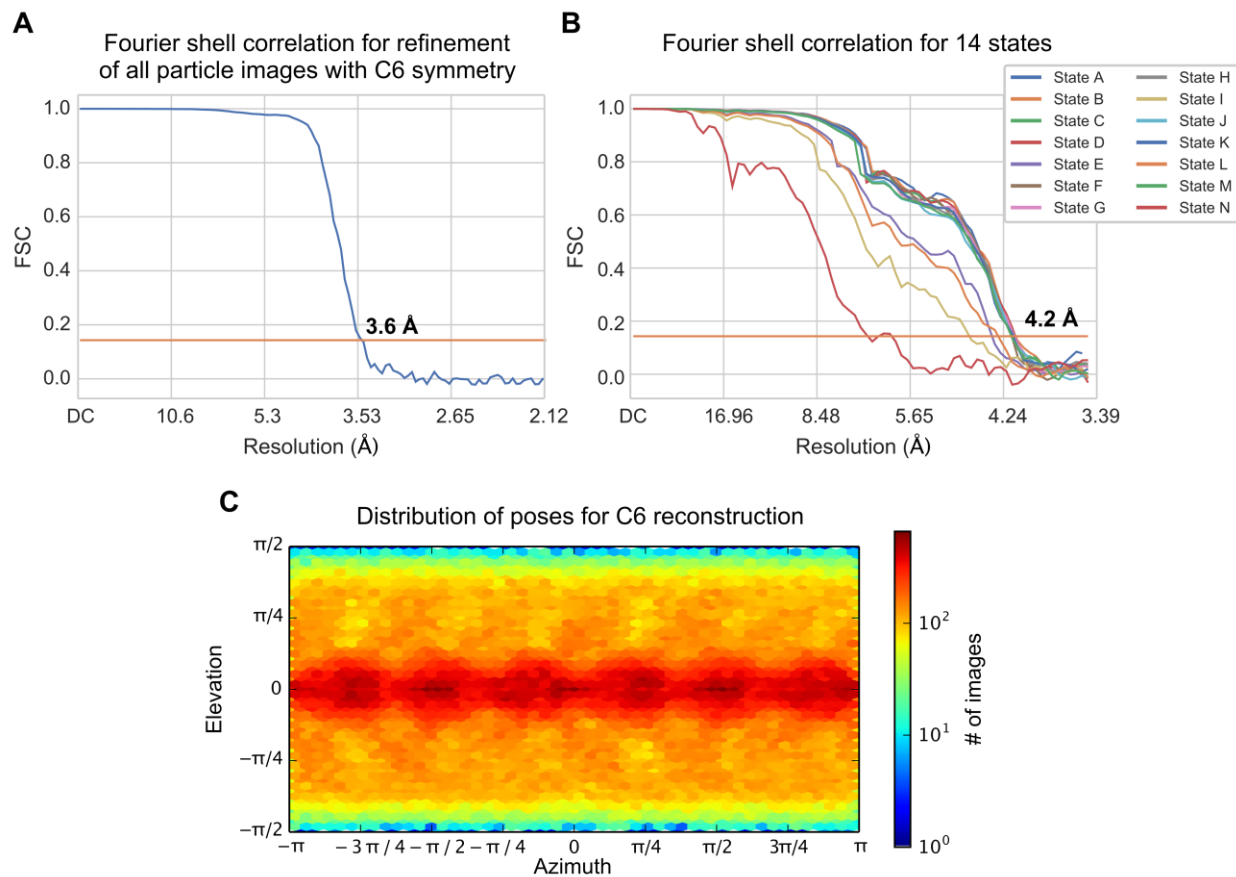 A
Fourier shell correlation for refinement
of all particle images with C6 symmetry
FSC
1.0
0.8
0.6
0.4
0.2
0.0
3.6 Å
DC 10.6 5.3 3.53 2.65 2.12
Resolution (Å)
B
Fourier shell correlation for 14 states
State A State H
State B State I
State C State J
State D State K
State E State L
State F State M
State G State N
FSC
1.0
0.8
0.6
0.4
0.2
0.0
4.2 Å
DC 16.96 8.48 5.65 4.24 3.39
Resolution (Å)
C
Distribution of poses for C6 reconstruction
Elevation
π/2
π/4
0
−π/4
−π/2
−π −3π/4 −π/2 −π/4 0 π/4 π/2 3π/4 π
Azimuth
10²
10¹
10⁰
# of images